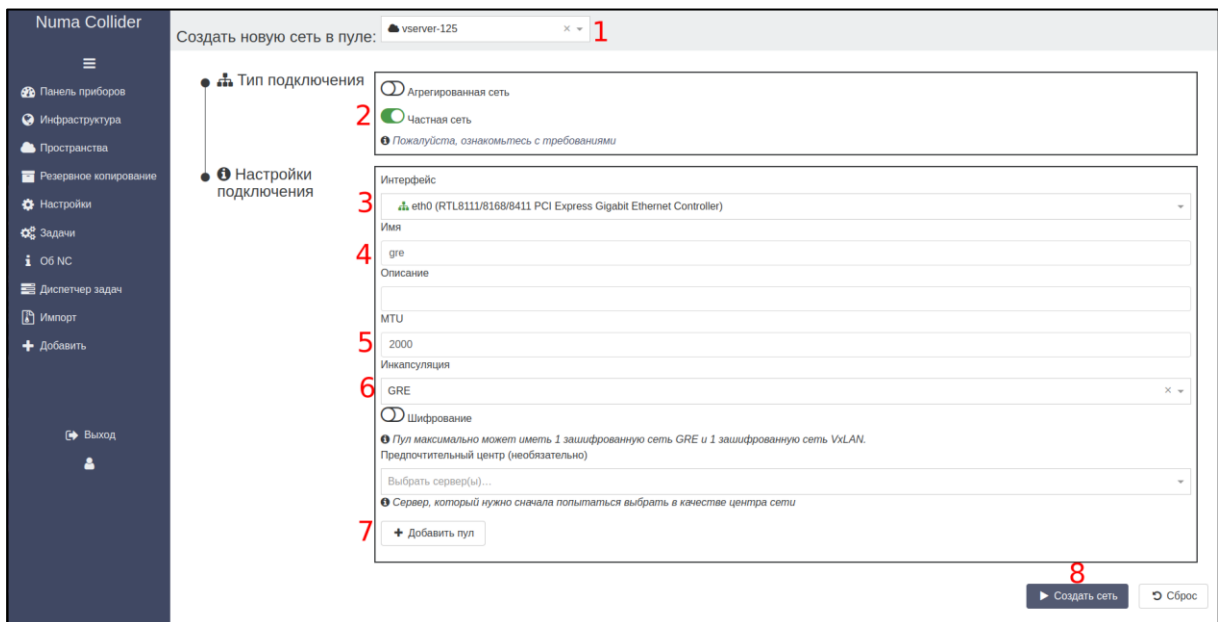 Numa Collider
Панель приборов
Инфраструктура
Пространства
Резервное копирование
Настройки
Задачи
Об NC
Диспетчер задач
Импорт
Добавить
Выход
Создать новую сеть в пуле: vserver-125 × 1
Тип подключения
Агрегированная сеть
2 Частная сеть
Пожалуйста, ознакомьтесь с требованиями
Настройки
подключения
Интерфейс
3 eth0 (RTL8111/8168/8411 PCI Express Gigabit Ethernet Controller)
Имя
4 gre
Описание
MTU
5 2000
Инкапсуляция
6 GRE ×
Шифрование
Пул максимально может иметь 1 зашифрованную сеть GRE и 1 зашифрованную сеть VxLAN.
Предпочтительный центр (необязательно)
Выбрать сервер(ы)...
Сервер, который нужно сначала попытаться выбрать в качестве центра сети
7 + Добавить пул
8
Создать сеть Сброс